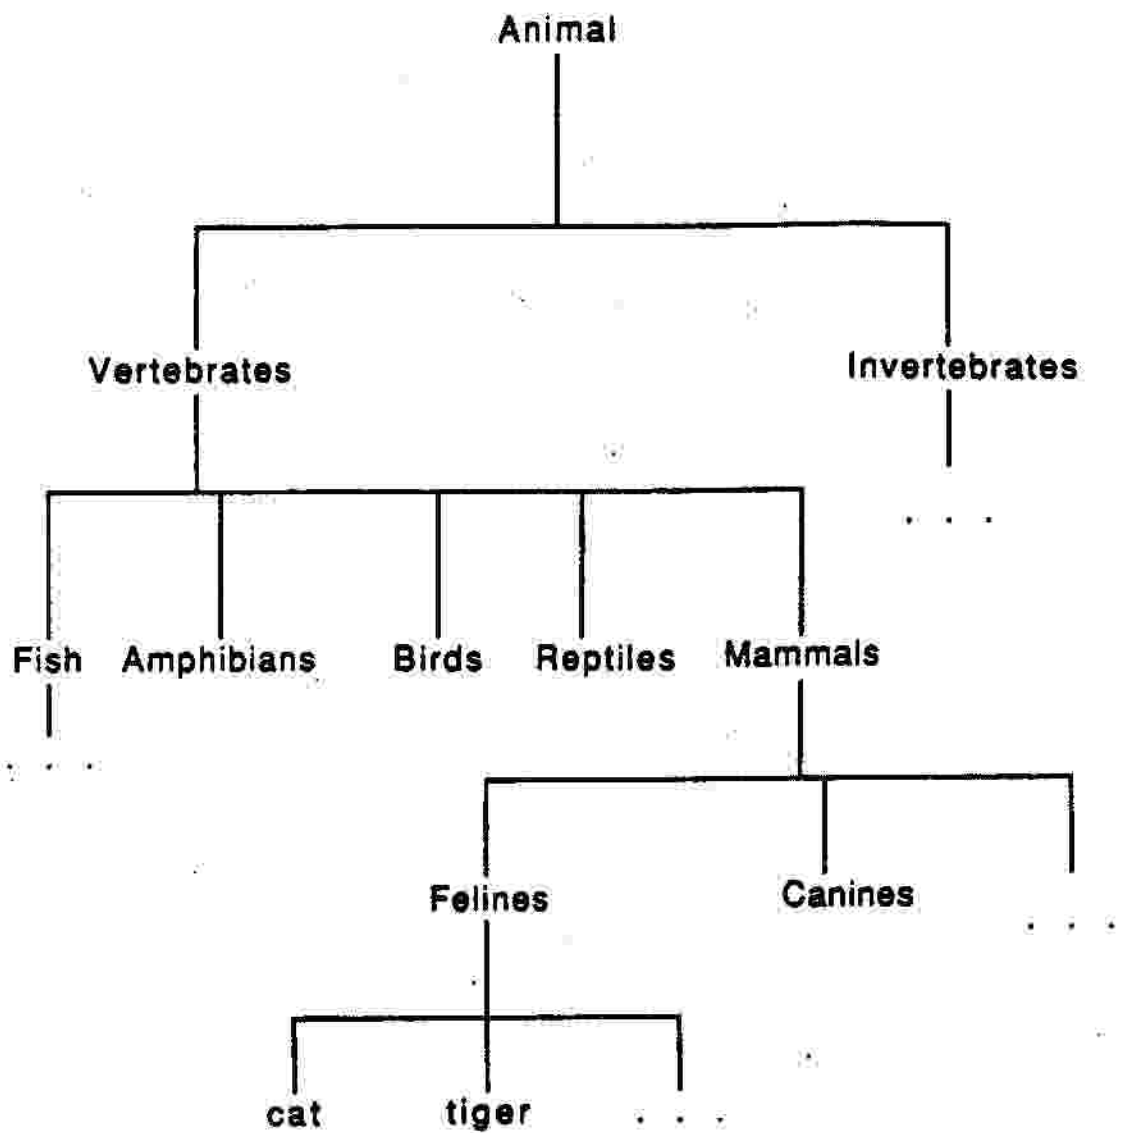 Animal
Vertebrates Invertebrates
. . .
Fish Amphibians Birds Reptiles Mammals
. . .
Felines Canines
. . .
cat tiger . . .